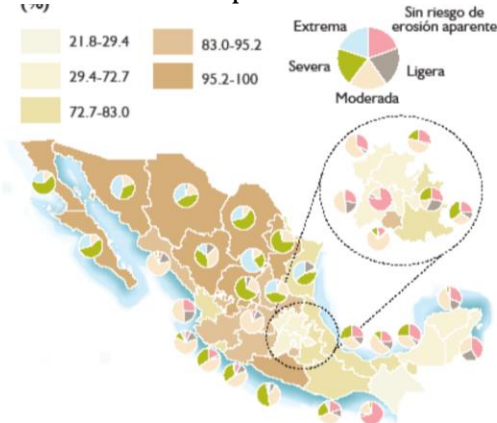 (%)
21.8-29.4
29.4-72.7
72.7-83.0
83.0-95.2
95.2-100
Extrema
Sin riesgo de
erosión aparente
Severa
Ligera
Moderada